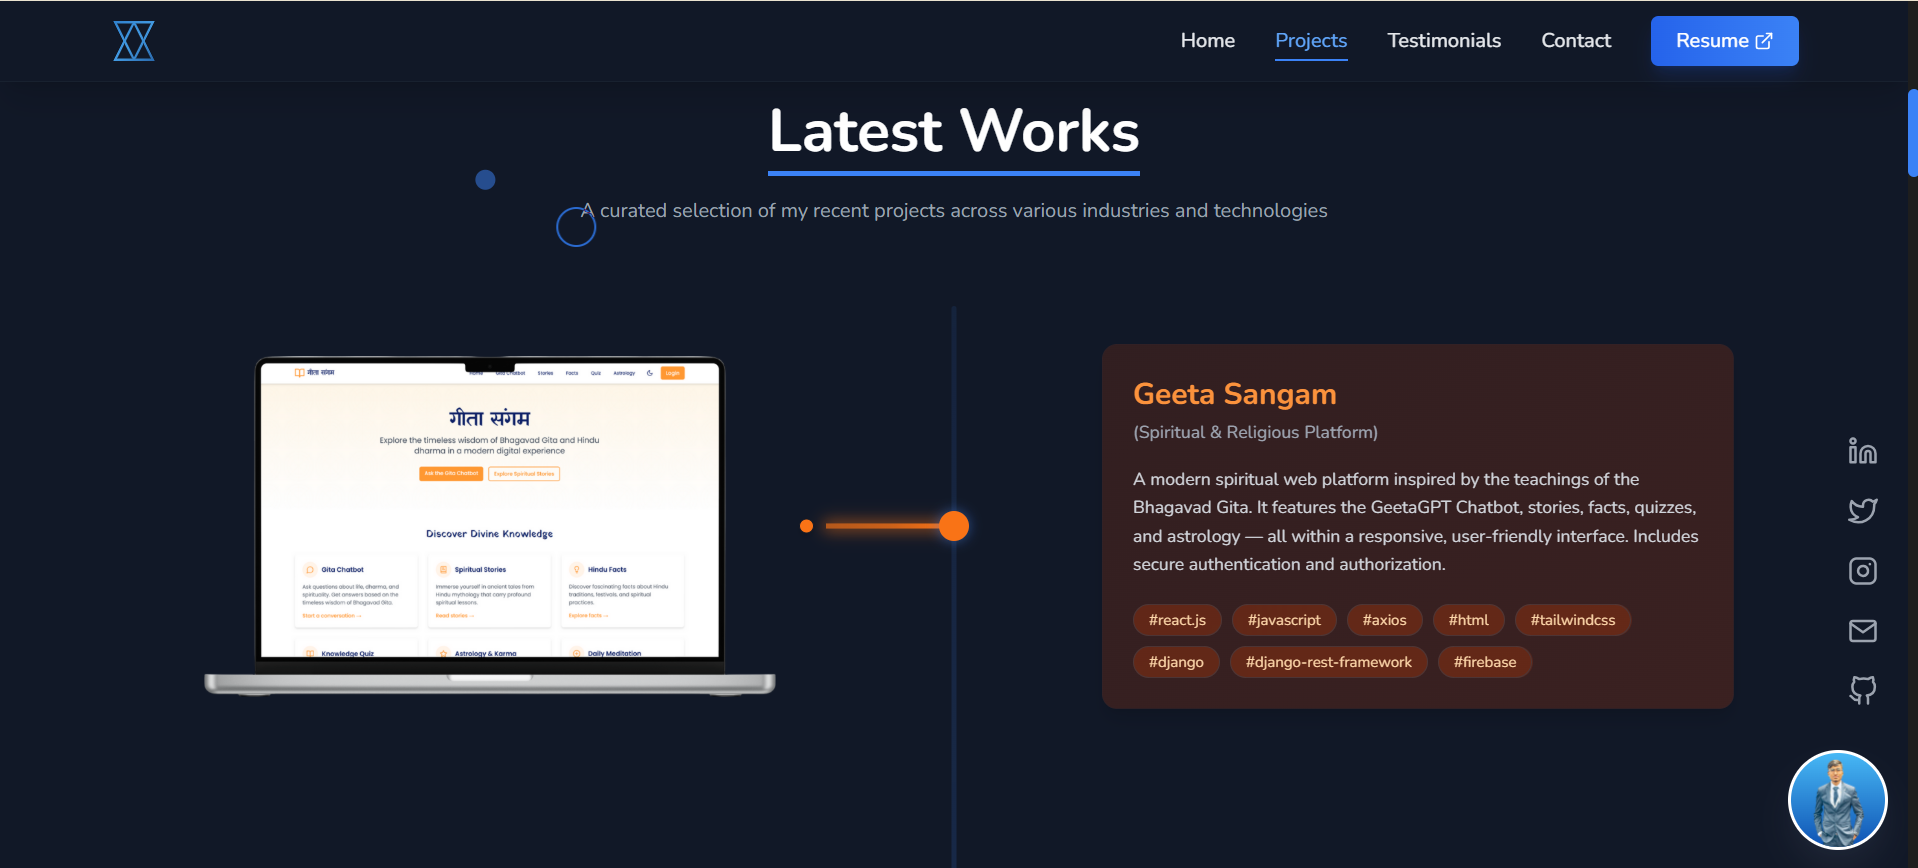 Home Projects Testimonials Contact Resume
Latest Works
A curated selection of my recent projects across various industries and technologies
गीता संगम
Home Gita Chatbot Stories Facts Quiz Astrology Login
गीता संगम
Explore the timeless wisdom of Bhagavad Gita and Hindu
dharma in a modern digital experience
Ask the Gita Chatbot Explore Spiritual Stories
Discover Divine Knowledge
Gita Chatbot
Ask questions about life, dharma, and
spirituality. Get answers based on the
timeless wisdom of Bhagavad Gita.
Start a conversation →
Spiritual Stories
Immerse yourself in ancient tales from
Hindu mythology that carry profound
spiritual lessons.
Read stories →
Hindu Facts
Discover fascinating facts about Hindu
traditions, festivals, and spiritual
practices.
Explore facts →
Knowledge Quiz
Astrology & Karma
Daily Meditation
Geeta Sangam
(Spiritual & Religious Platform)
A modern spiritual web platform inspired by the teachings of the
Bhagavad Gita. It features the GeetaGPT Chatbot, stories, facts, quizzes,
and astrology — all within a responsive, user-friendly interface. Includes
secure authentication and authorization.
#react.js #javascript #axios #html #tailwindcss
#django #django-rest-framework #firebase